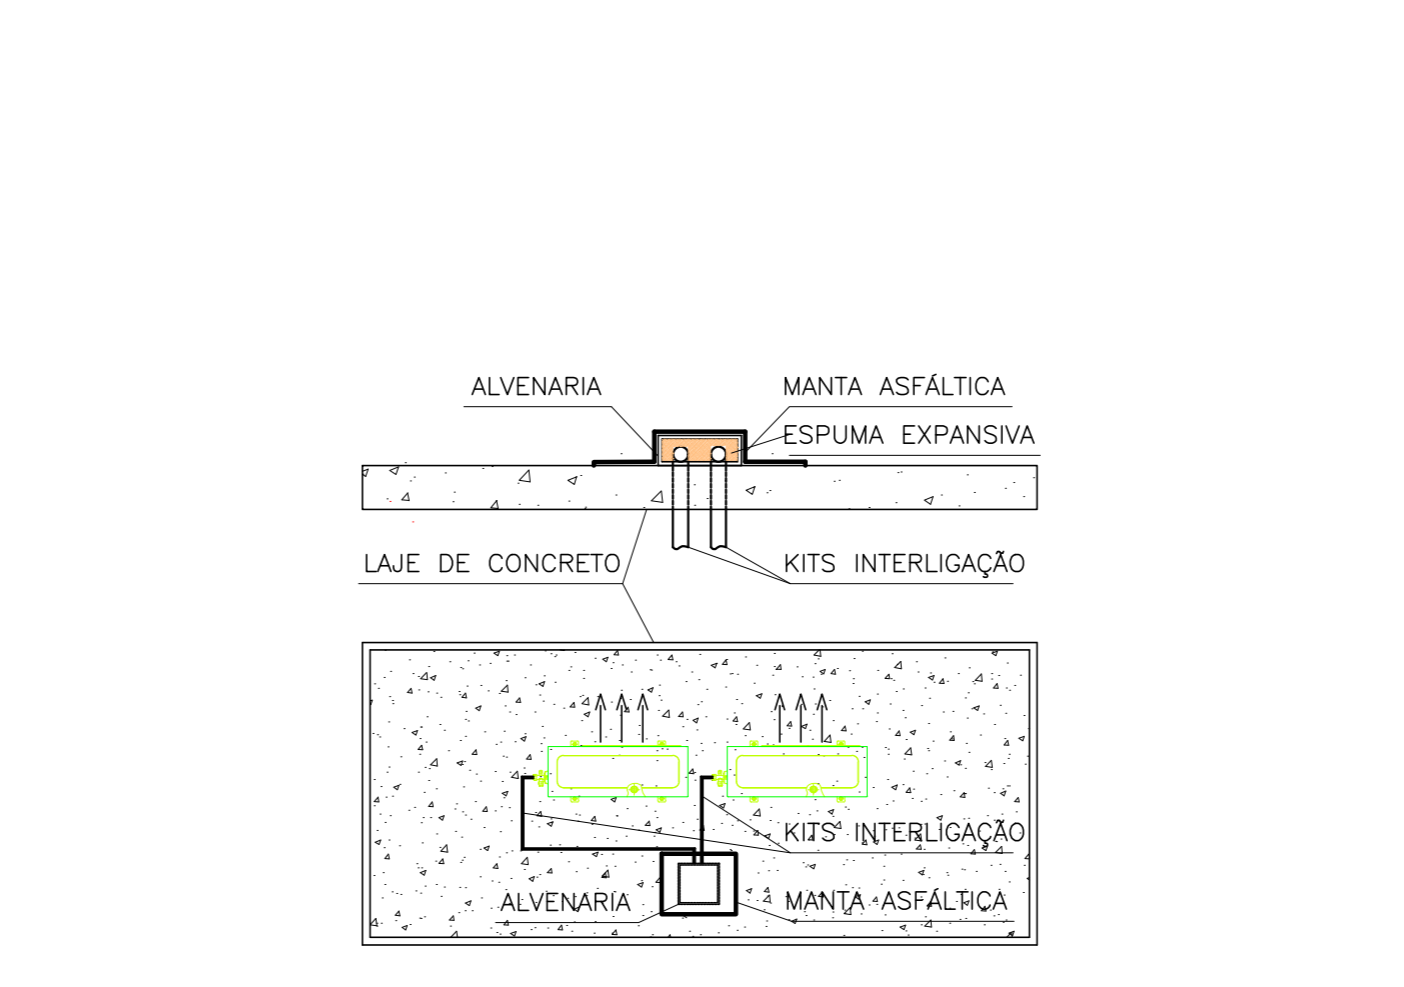 ALVENARIA
MANTA ASFÁLTICA
ESPUMA EXPANSIVA
LAJE DE CONCRETO
KITS INTERLIGAÇÃO
KITS INTERLIGAÇÃO
ALVENARIA
MANTA ASFÁLTICA